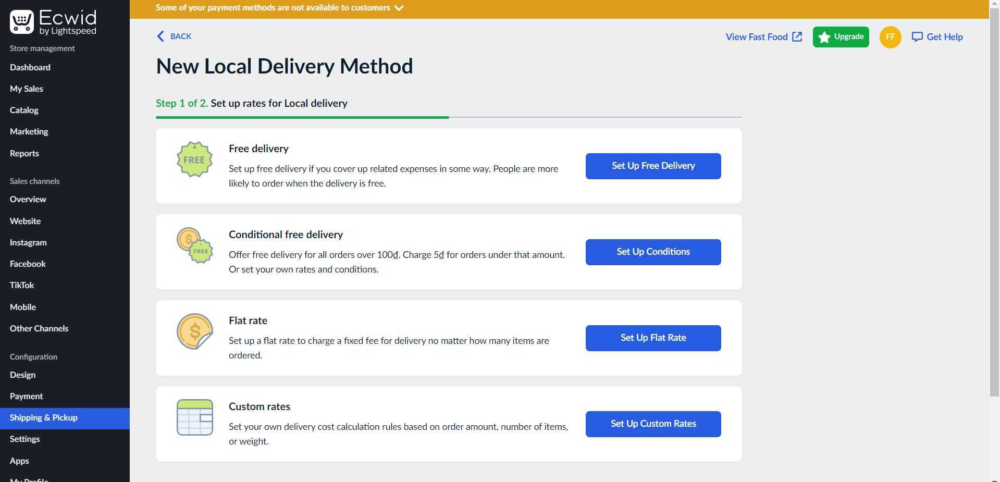 Some of your payment methods are not available to customers
Ecwid
by Lightspeed
Store management
Dashboard
My Sales
Catalog
Marketing
Reports
Sales channels
Overview
Website
Instagram
Facebook
TikTok
Mobile
Other Channels
Configuration
Design
Payment
Shipping & Pickup
Settings
Apps
My Profile
BACK
View Fast Food
Upgrade
FF
Get Help
New Local Delivery Method
Step 1 of 2. Set up rates for Local delivery
FREE
Free delivery
Set up free delivery if you cover up related expenses in some way. People are more
likely to order when the delivery is free.
Set Up Free Delivery
$
FREE
Conditional free delivery
Offer free delivery for all orders over 100₫. Charge 5₫ for orders under that amount.
Or set your own rates and conditions.
Set Up Conditions
$
Flat rate
Set up a flat rate to charge a fixed fee for delivery no matter how many items are
ordered.
Set Up Flat Rate
Custom rates
Set your own delivery cost calculation rules based on order amount, number of items,
or weight.
Set Up Custom Rates